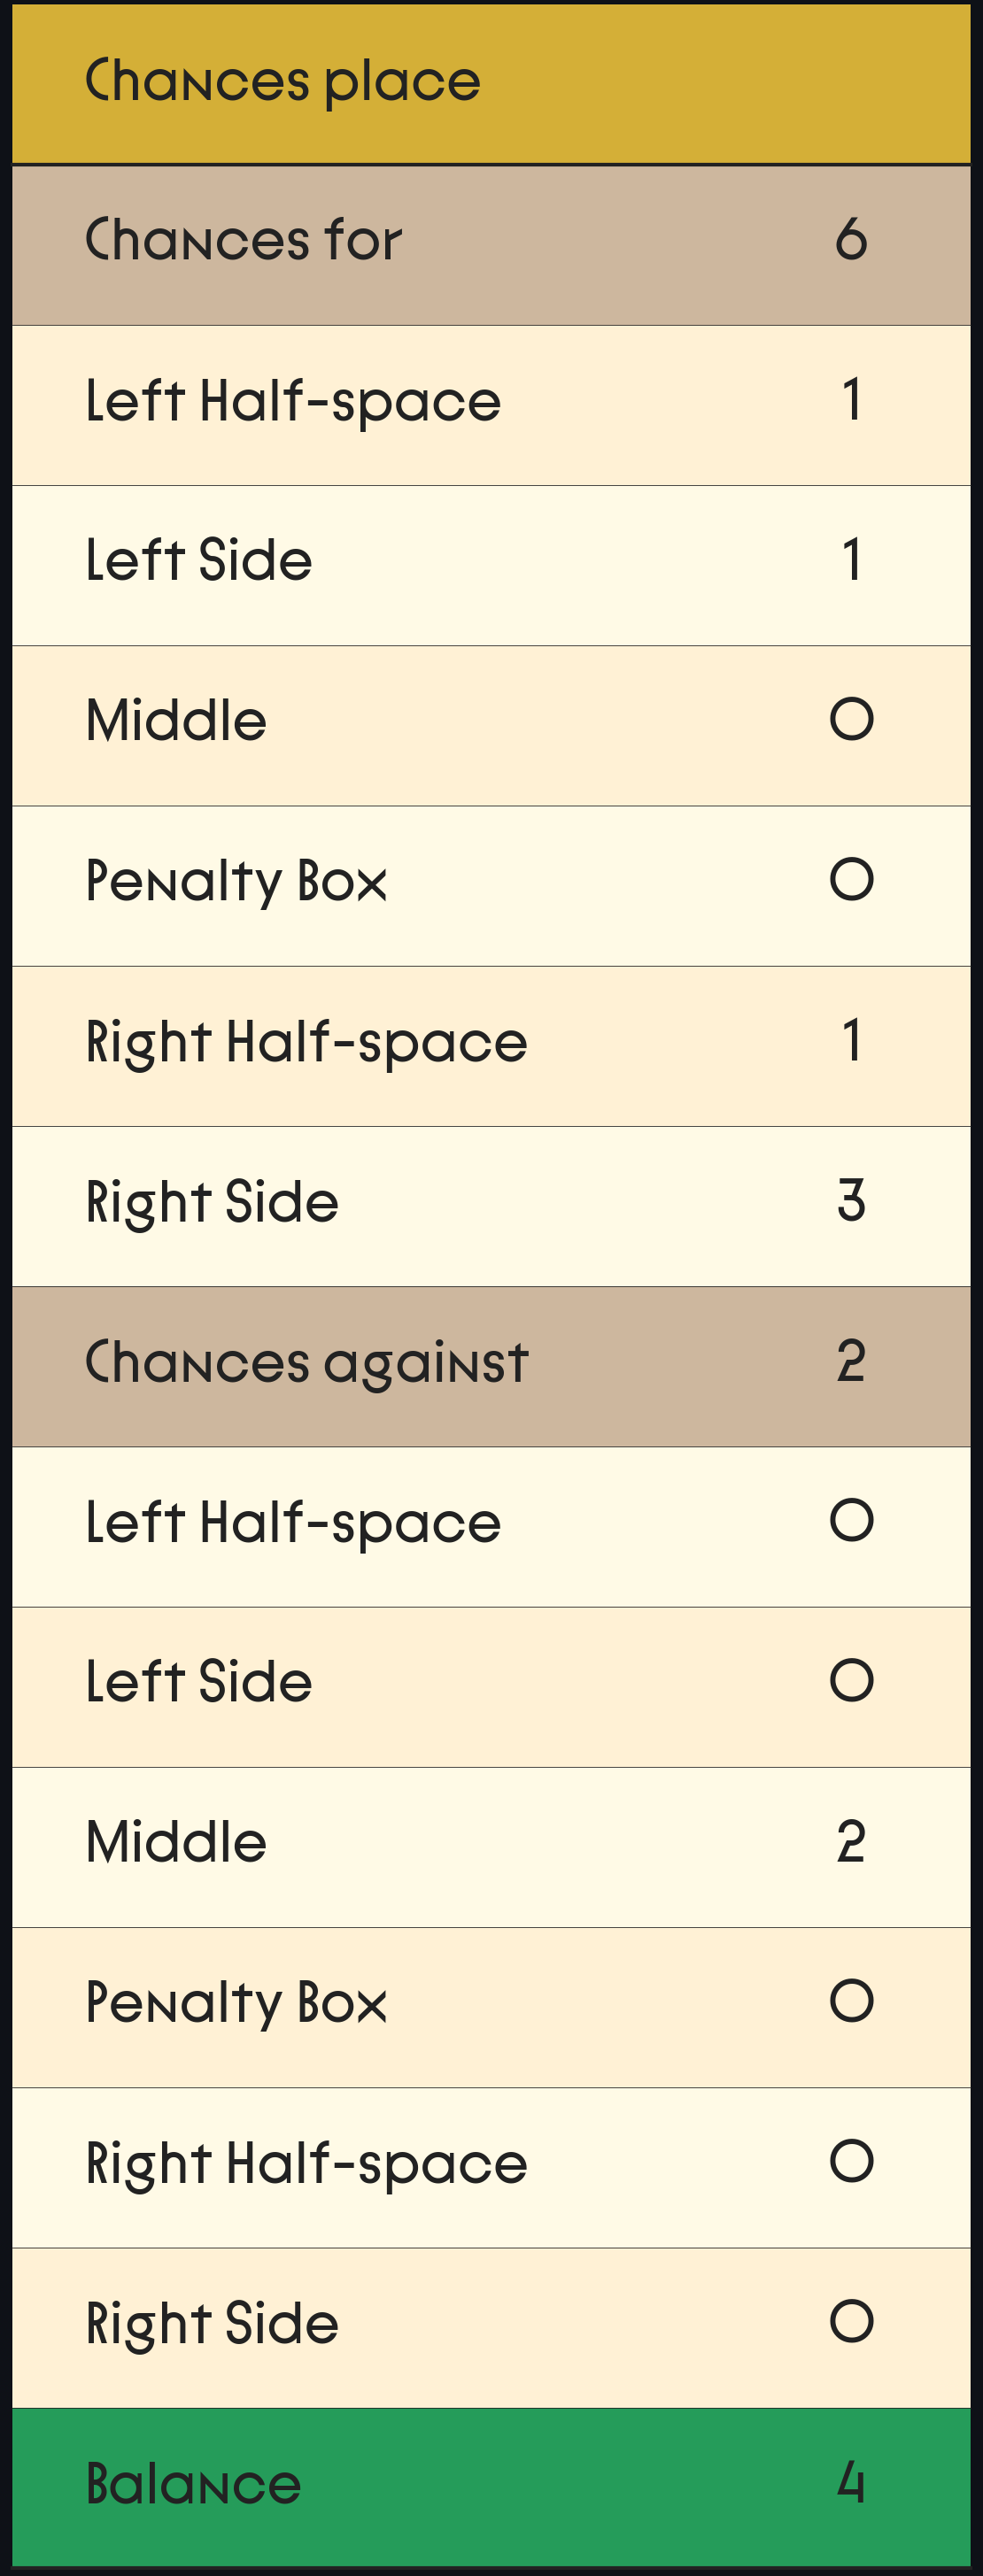 Chances place
Chances for 6
Left Half-space 1
Left Side 1
Middle 0
Penalty Box 0
Right Half-space 1
Right Side 3
Chances against 2
Left Half-space 0
Left Side 0
Middle 2
Penalty Box 0
Right Half-space 0
Right Side 0
Balance 4